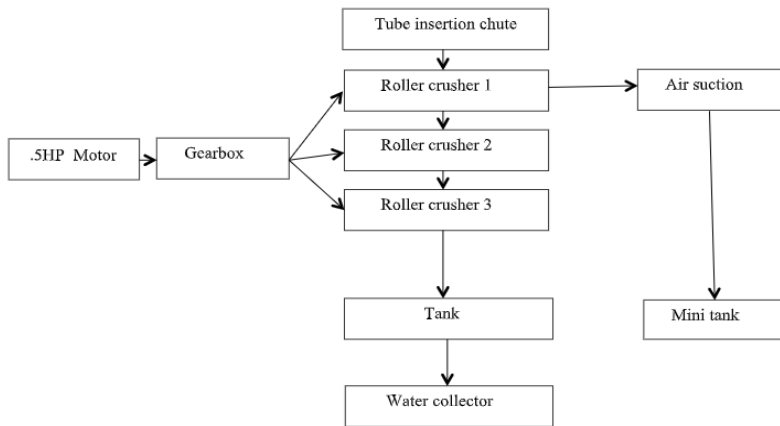 Tube insertion chute
Roller crusher 1
Air suction
Roller crusher 2
.5HP  Motor
Gearbox
Roller crusher 3
Tank
Mini tank
Water collector